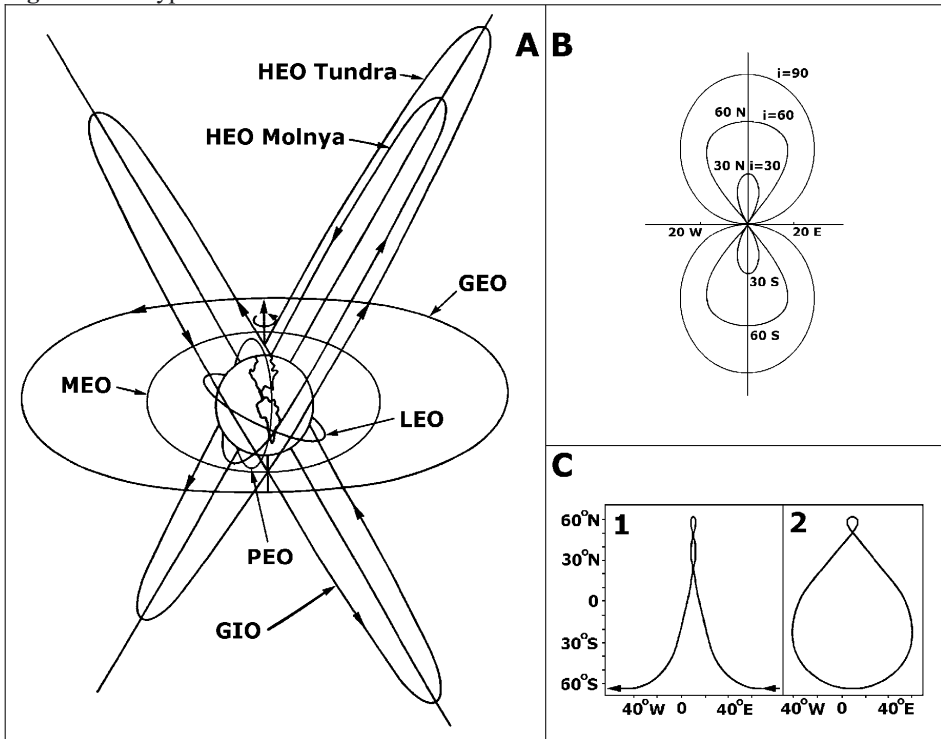 A
HEO Tundra
HEO Molnya
GEO
MEO
LEO
PEO
GIO
B
i=90
60 N i=60
30 N i=30
20 W 20 E
30 S
60 S
C
1
2
60°N
30°N
0
30°S
60°S
40°W 0 40°E 40°W 0 40°E